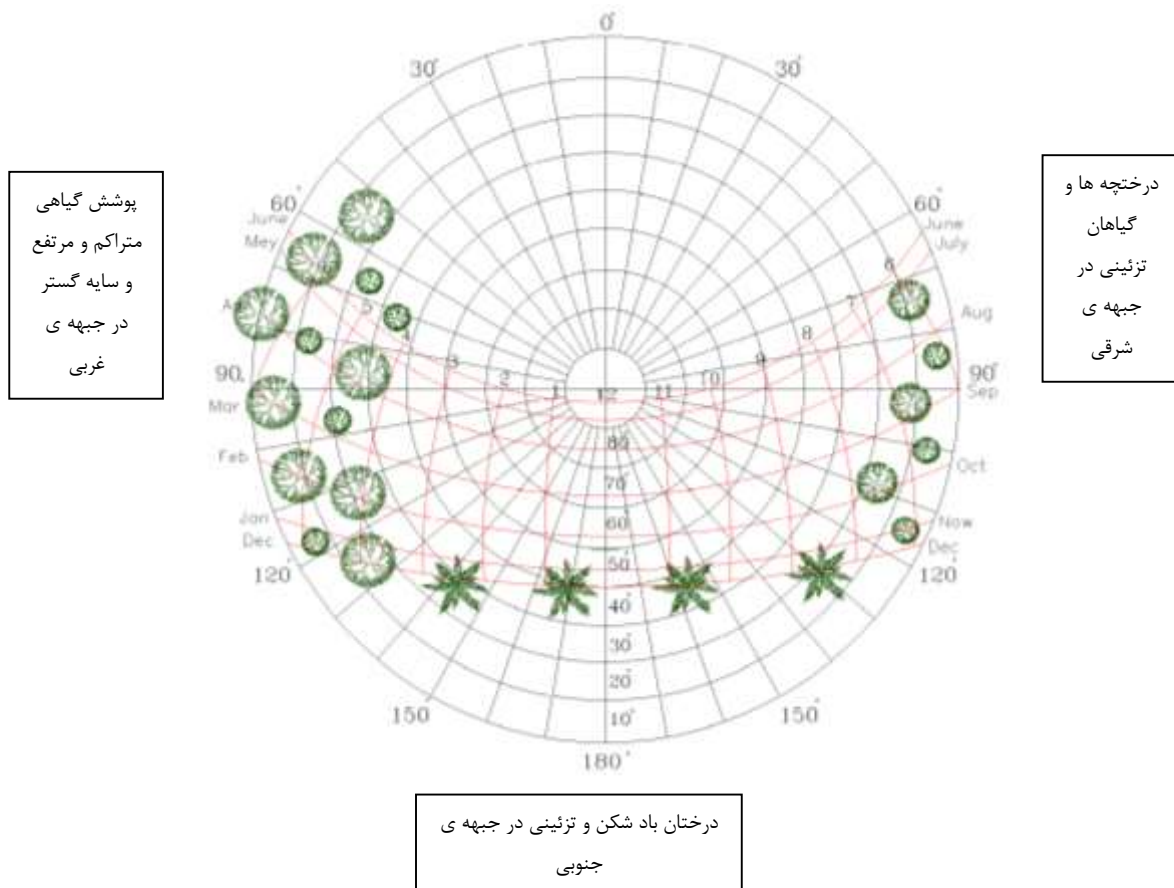 0°
30°
30°
پوشش گیاهی
متراکم و مرتفع
و سایه گستر
در جبهه ی
غربی
درختچه ها و
گیاهان
تزئینی در
جبهه ی
شرقی
60°
June
Mey
60°
June
July
6
5
7
Aug
4
8
3
9
2
10
90°
1
12
11
90°
Sep
Mar
80
Feb
Oct
70°
Jan
60°
Now
Dec
Dec
120°
50°
120°
40°
30°
20°
150
10°
150°
180°
درختان باد شکن و تزئینی در جبهه ی
جنوبی